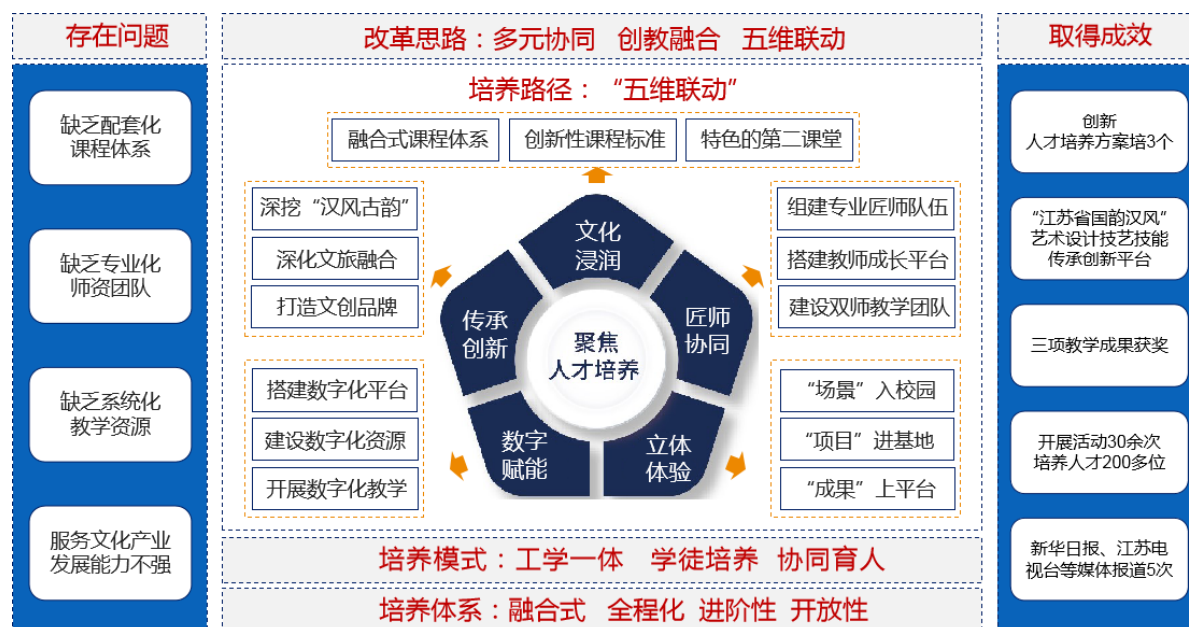 存在问题
缺乏配套化
课程体系
缺乏专业化
师资团队
缺乏系统化
教学资源
服务文化产业
发展能力不强
改革思路：多元协同 创教融合 五维联动
培养路径：“五维联动”
融合式课程体系
创新性课程标准
特色的第二课堂
深挖“汉风古韵”
深化文旅融合
打造文创品牌
组建专业匠师队伍
搭建教师成长平台
建设双师教学团队
文化
浸润
传承
创新
匠师
协同
聚焦
人才培养
数字
赋能
立体
体验
搭建数字化平台
建设数字化资源
开展数字化教学
“场景”入校园
“项目”进基地
“成果”上平台
培养模式：工学一体 学徒培养 协同育人
培养体系：融合式 全程化 进阶性 开放性
取得成效
创新
人才培养方案培3个
“江苏省国韵汉风”
艺术设计技艺技能
传承创新平台
三项教学成果获奖
开展活动30余次
培养人才200多位
新华日报、江苏电
视台等媒体报道5次